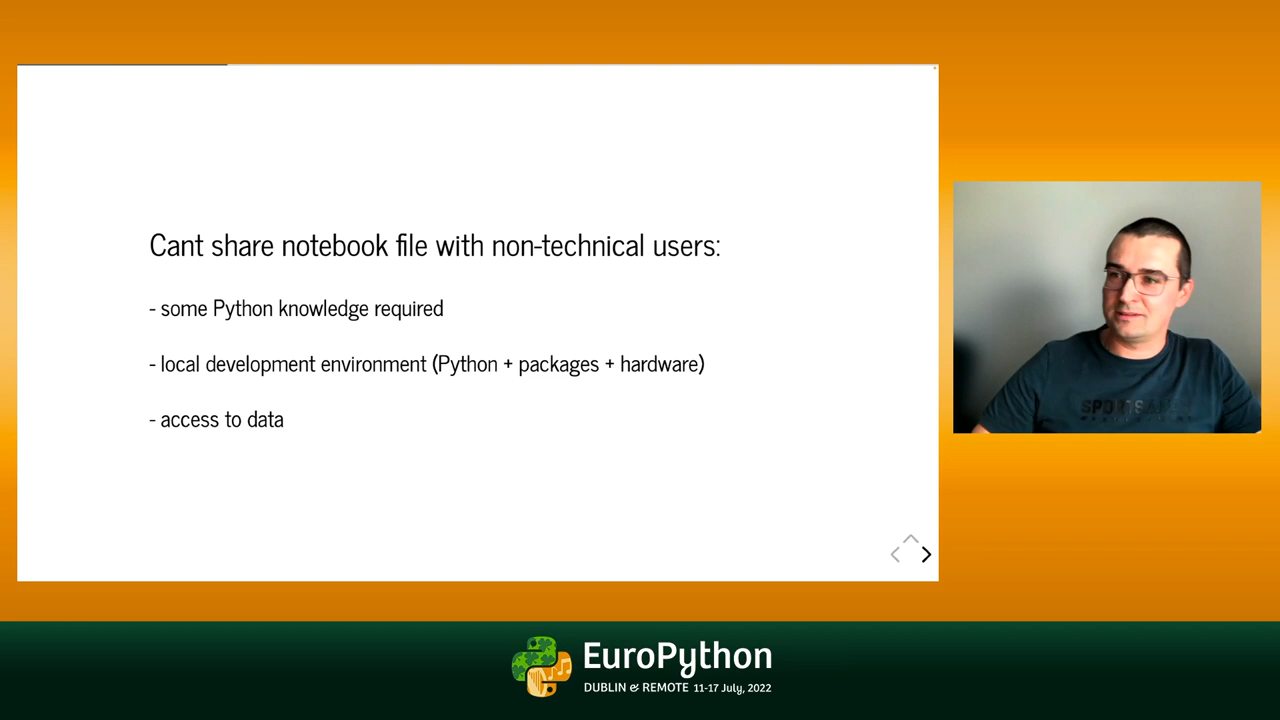 Cant share notebook file with non-technical users:
- some Python knowledge required
- local development environment (Python + packages + hardware)
- access to data
EuroPython
DUBLIN & REMOTE 11-17 July, 2022